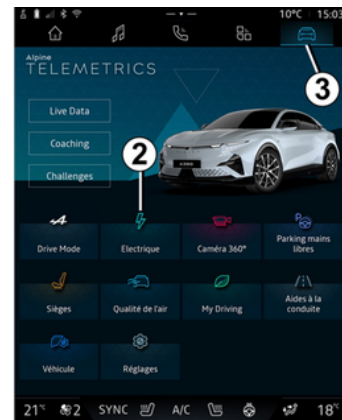 10°C 15:03
Alpine
TELEMETRICS
3
Live Data
Coaching
2
Challenges
Drive Mode
Electrique
Caméra 360°
Parking mains
libres
Sièges
Qualité de l'air
My Driving
Aides à la
conduite
Véhicule
Réglages
21°C 2 SYNC A/C 18°C